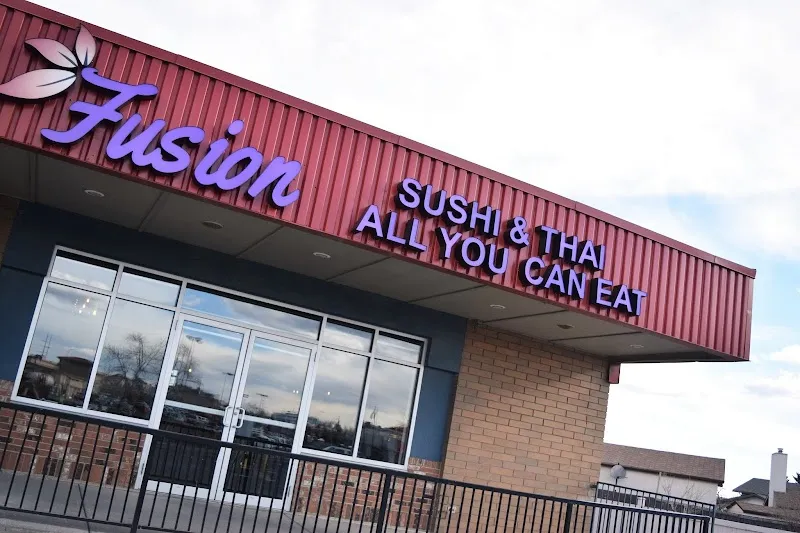 Fusion
SUSHI & THAI
ALL YOU CAN EAT